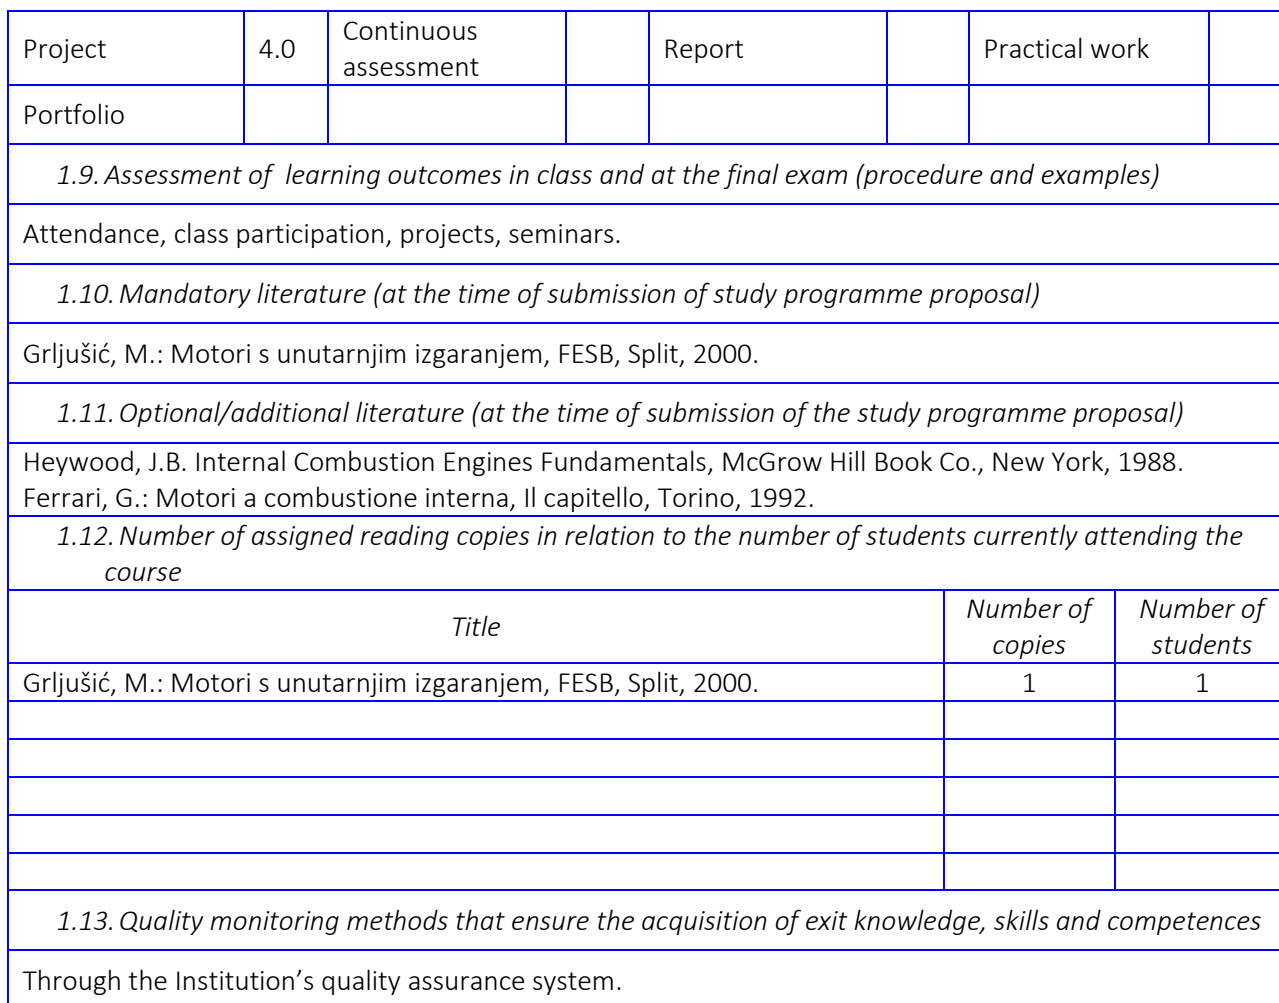 Project 4.0 Continuous assessment Report Practical work
Portfolio
1.9. Assessment of learning outcomes in class and at the final exam (procedure and examples)
Attendance, class participation, projects, seminars.
1.10. Mandatory literature (at the time of submission of study programme proposal)
Grljušić, M.: Motori s unutarnjim izgaranjem, FESB, Split, 2000.
1.11. Optional/additional literature (at the time of submission of the study programme proposal)
Heywood, J.B. Internal Combustion Engines Fundamentals, McGrow Hill Book Co., New York, 1988.
Ferrari, G.: Motori a combustione interna, Il capitello, Torino, 1992.
1.12. Number of assigned reading copies in relation to the number of students currently attending the
course
Title Number of copies Number of students
Grljušić, M.: Motori s unutarnjim izgaranjem, FESB, Split, 2000. 1 1
1.13. Quality monitoring methods that ensure the acquisition of exit knowledge, skills and competences
Through the Institution’s quality assurance system.